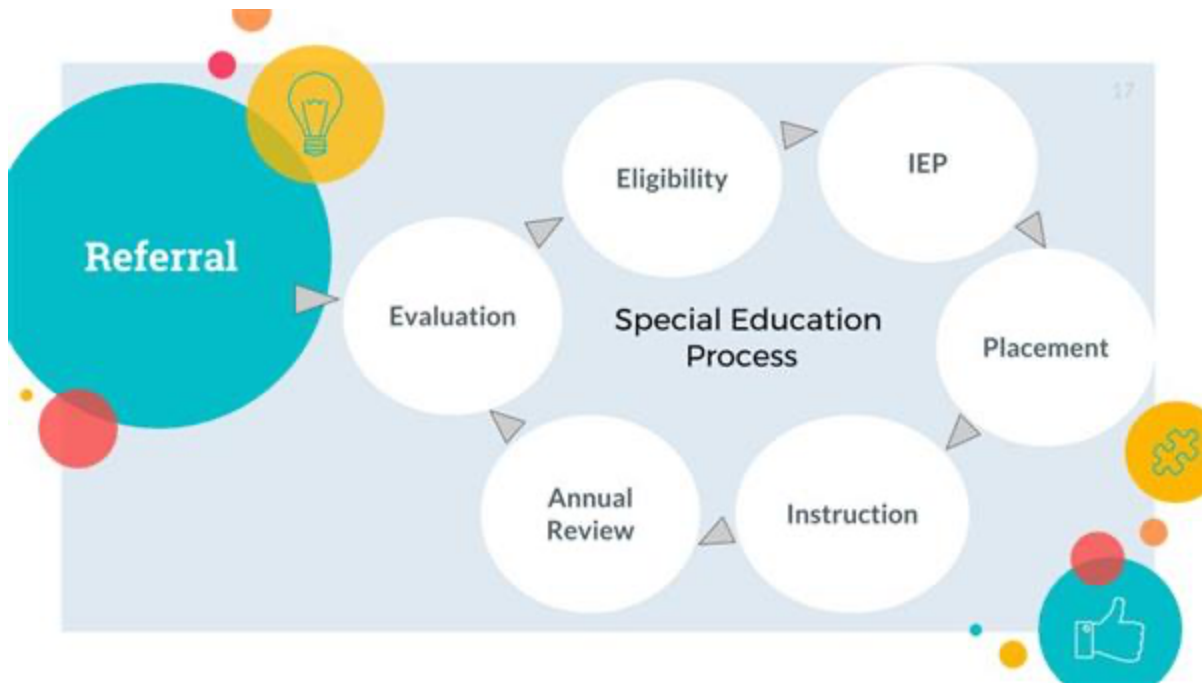 17
Referral
Evaluation
Eligibility
IEP
Placement
Instruction
Annual
Review
Special Education
Process